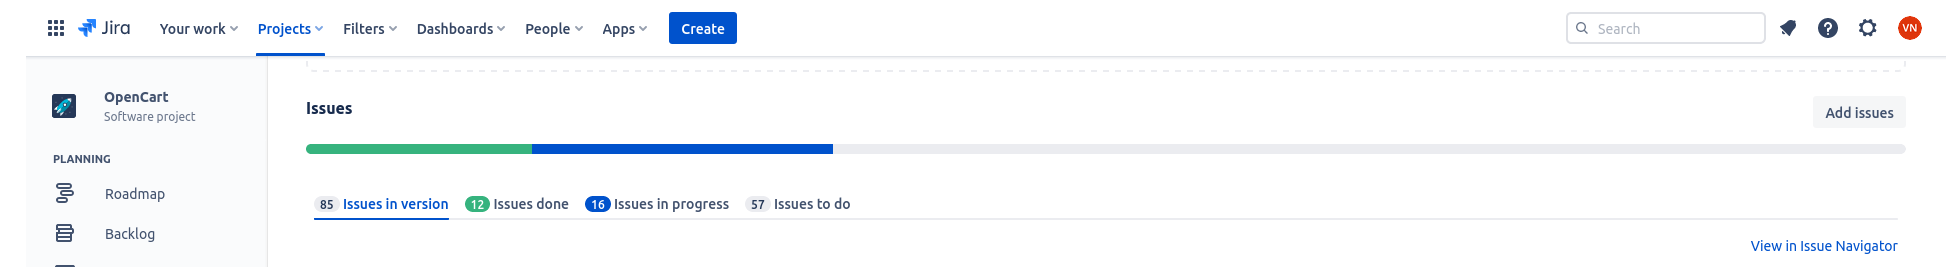 Jira Your work Projects Filters Dashboards People Apps Create Search VN
OpenCart
Software project
PLANNING
Roadmap
Backlog
Issues
Add issues
85 Issues in version 12 Issues done 16 Issues in progress 57 Issues to do
View in Issue Navigator